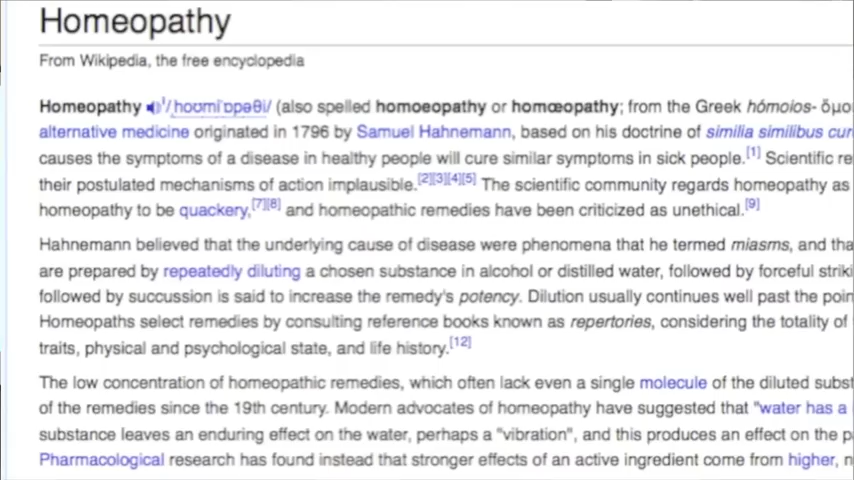 Homeopathy
From Wikipedia, the free encyclopedia
Homeopathy /ˌhoʊmiˈɒpəθi/ (also spelled homoeopathy or homœopathy; from the Greek hómoios- ὅμο
alternative medicine originated in 1796 by Samuel Hahnemann, based on his doctrine of similia similibus cur
causes the symptoms of a disease in healthy people will cure similar symptoms in sick people.[1] Scientific re
their postulated mechanisms of action implausible.[2][3][4][5] The scientific community regards homeopathy as
homeopathy to be quackery,[7][8] and homeopathic remedies have been criticized as unethical.[9]
Hahnemann believed that the underlying cause of disease were phenomena that he termed miasms, and tha
are prepared by repeatedly diluting a chosen substance in alcohol or distilled water, followed by forceful striki
followed by succussion is said to increase the remedy's potency. Dilution usually continues well past the poin
Homeopaths select remedies by consulting reference books known as repertories, considering the totality of
traits, physical and psychological state, and life history.[12]
The low concentration of homeopathic remedies, which often lack even a single molecule of the diluted subst
of the remedies since the 19th century. Modern advocates of homeopathy have suggested that "water has a
substance leaves an enduring effect on the water, perhaps a "vibration", and this produces an effect on the p
Pharmacological research has found instead that stronger effects of an active ingredient come from higher, n